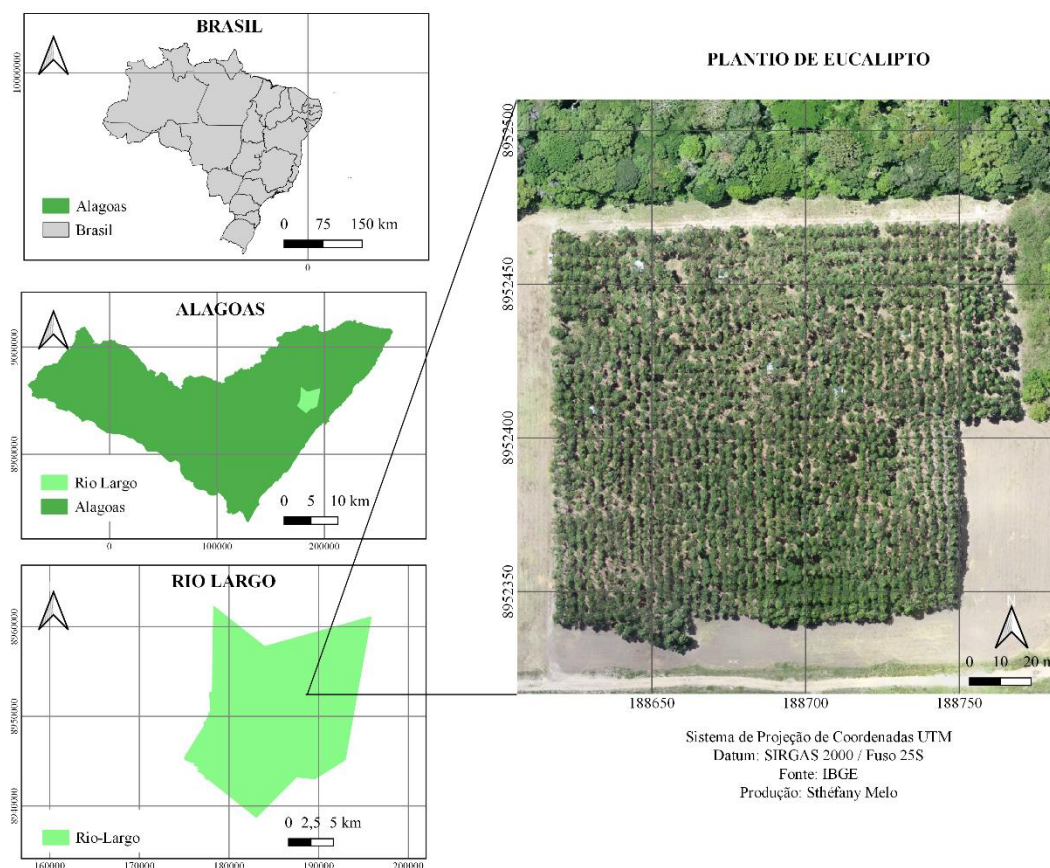 BRASIL
10000000
Alagoas
Brasil
0 75 150 km
0
ALAGOAS
9000000
8900000
Rio Largo
Alagoas
0 5 10 km
0 100000 200000
RIO LARGO
8960000
8950000
8940000
Rio-Largo
0 2,5 5 km
160000 170000 180000 190000 200000
PLANTIO DE EUCALIPTO
8952500
8952450
8952400
8952350
N
0 10 20 m
188650 188700 188750
Sistema de Projeção de Coordenadas UTM
Datum: SIRGAS 2000 / Fuso 25S
Fonte: IBGE
Produção: Sthéfany Melo